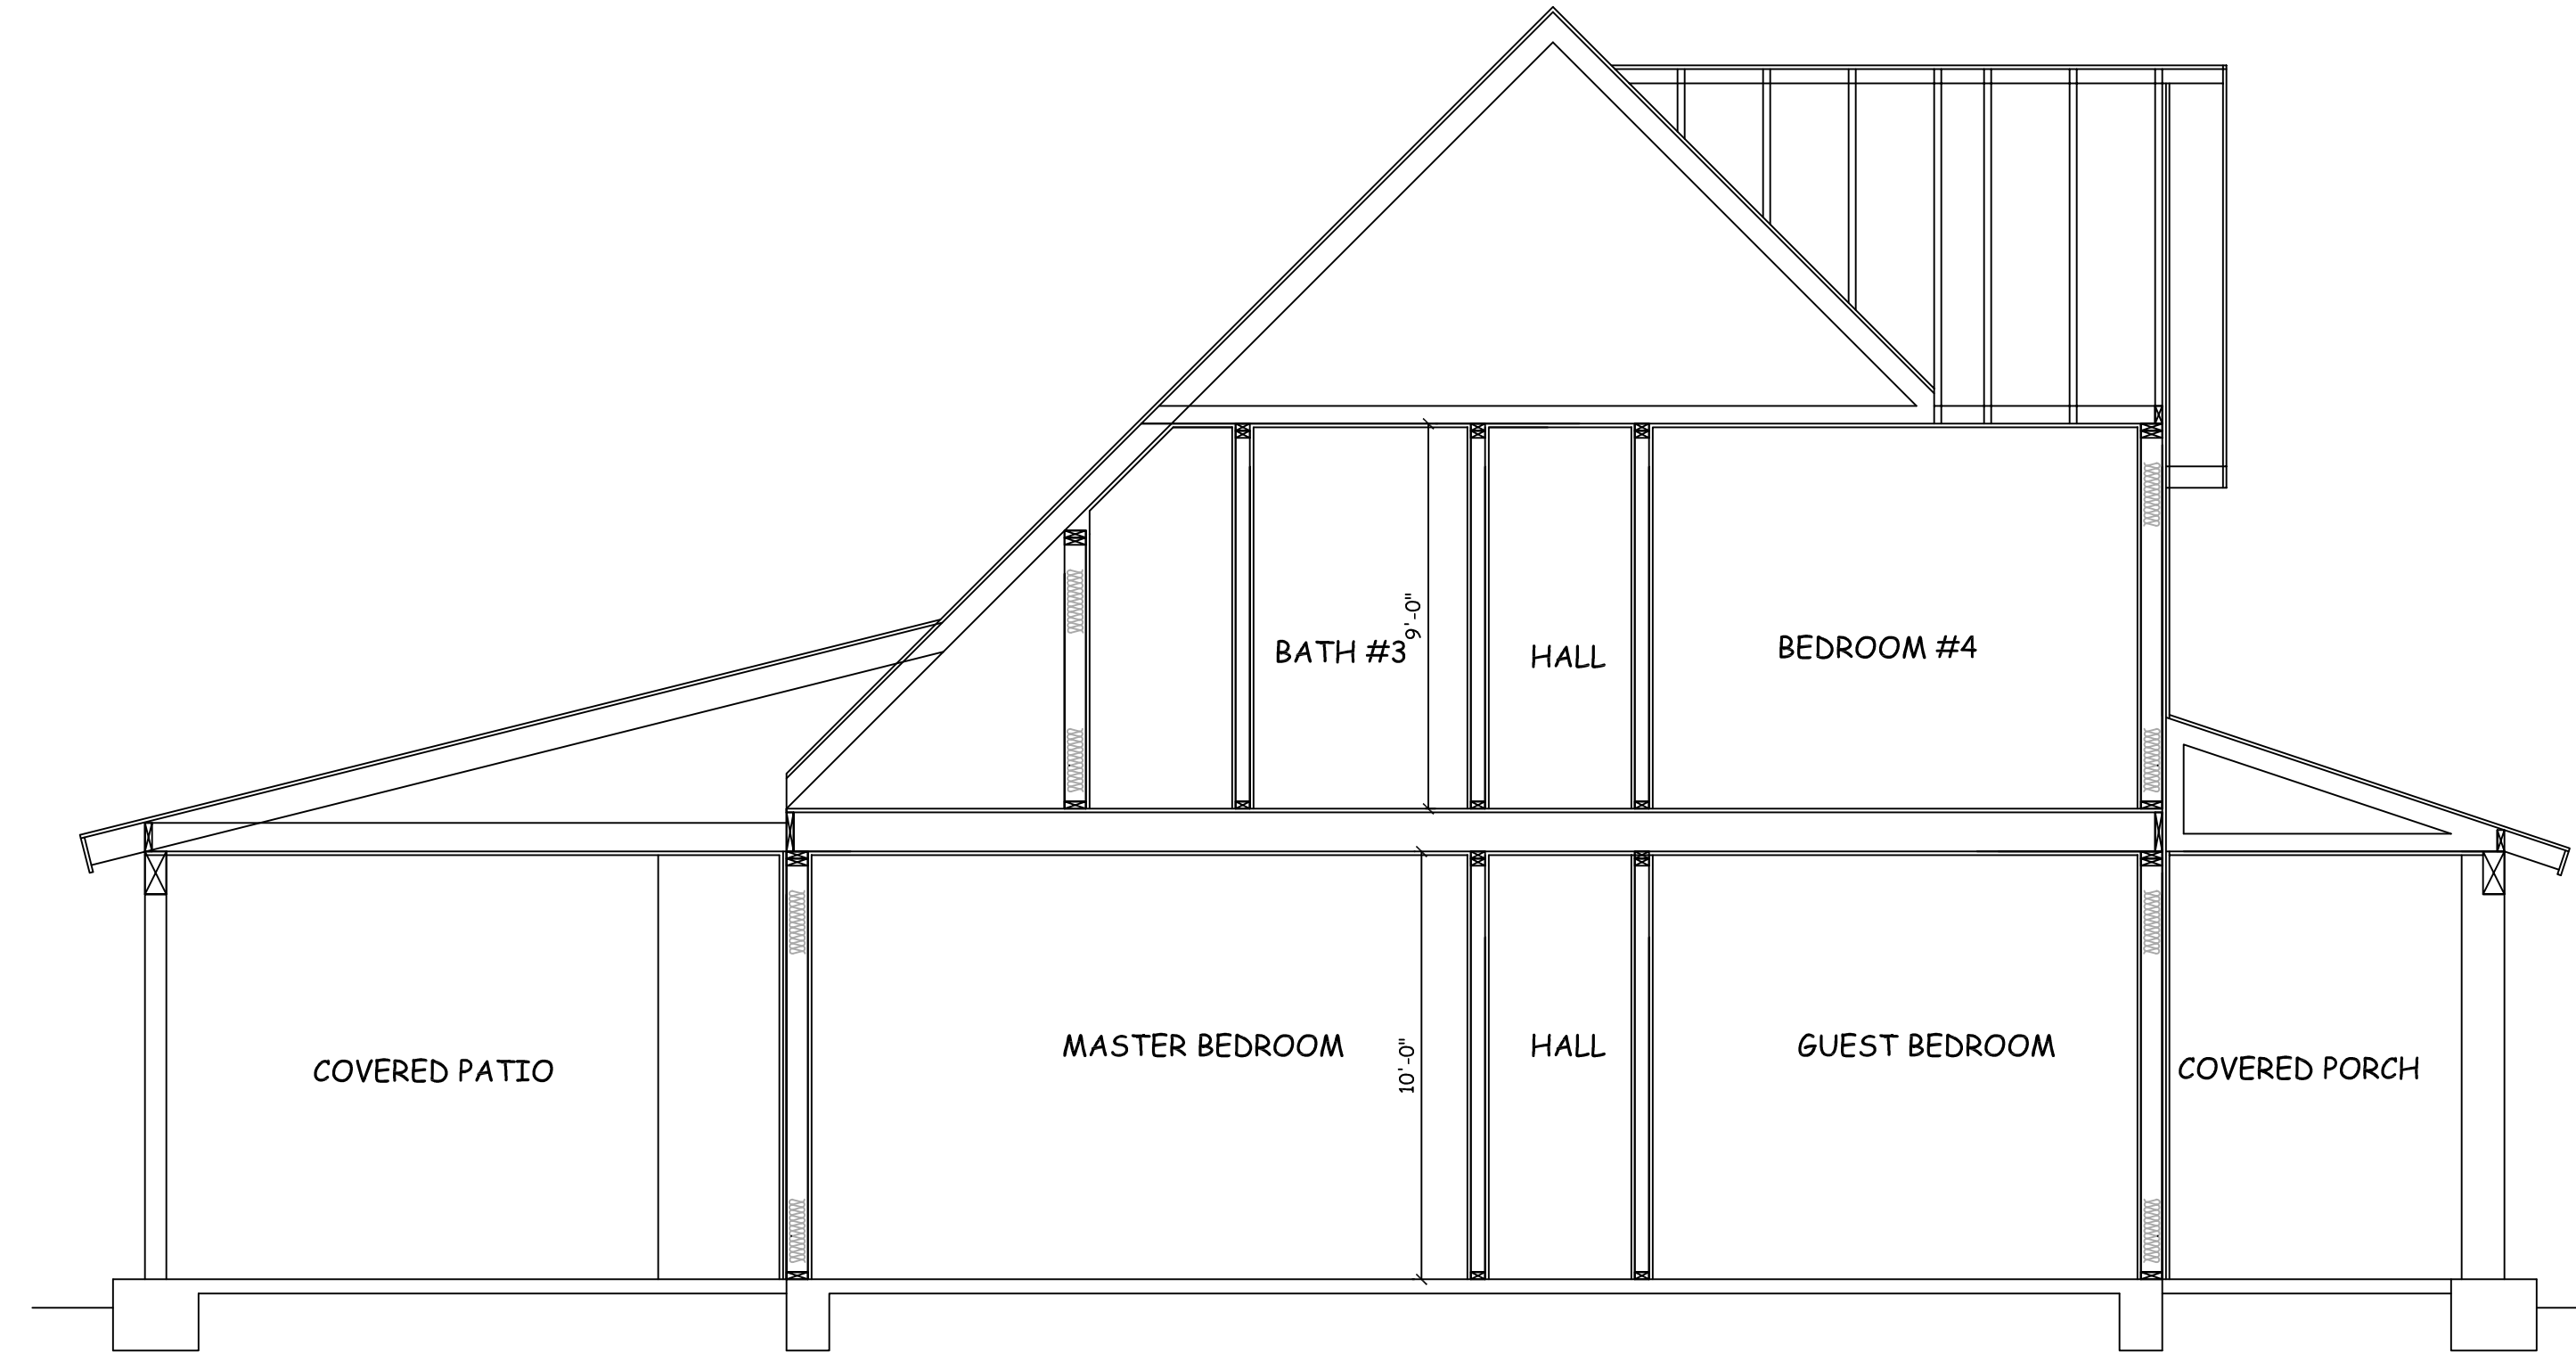 BATH #3
9'-0"
HALL
BEDROOM #4
COVERED PATIO
MASTER BEDROOM
10'-0"
HALL
GUEST BEDROOM
COVERED PORCH